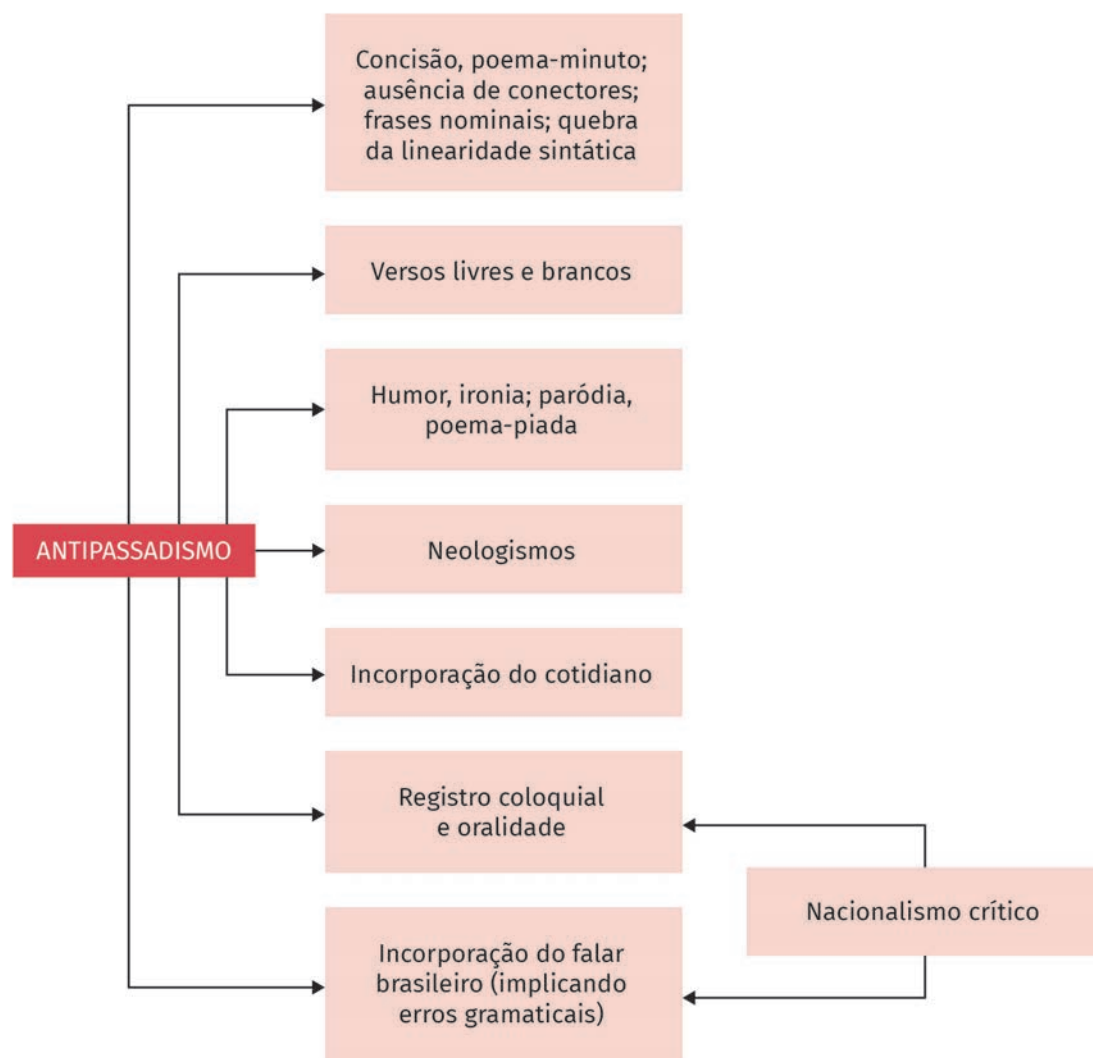 Concisão, poema-minuto;
ausência de conectores;
frases nominais; quebra
da linearidade sintática
Versos livres e brancos
Humor, ironia; paródia,
poema-piada
ANTIPASSADISMO
Neologismos
Incorporação do cotidiano
Registro coloquial
e oralidade
Nacionalismo crítico
Incorporação do falar
brasileiro (implicando
erros gramaticais)